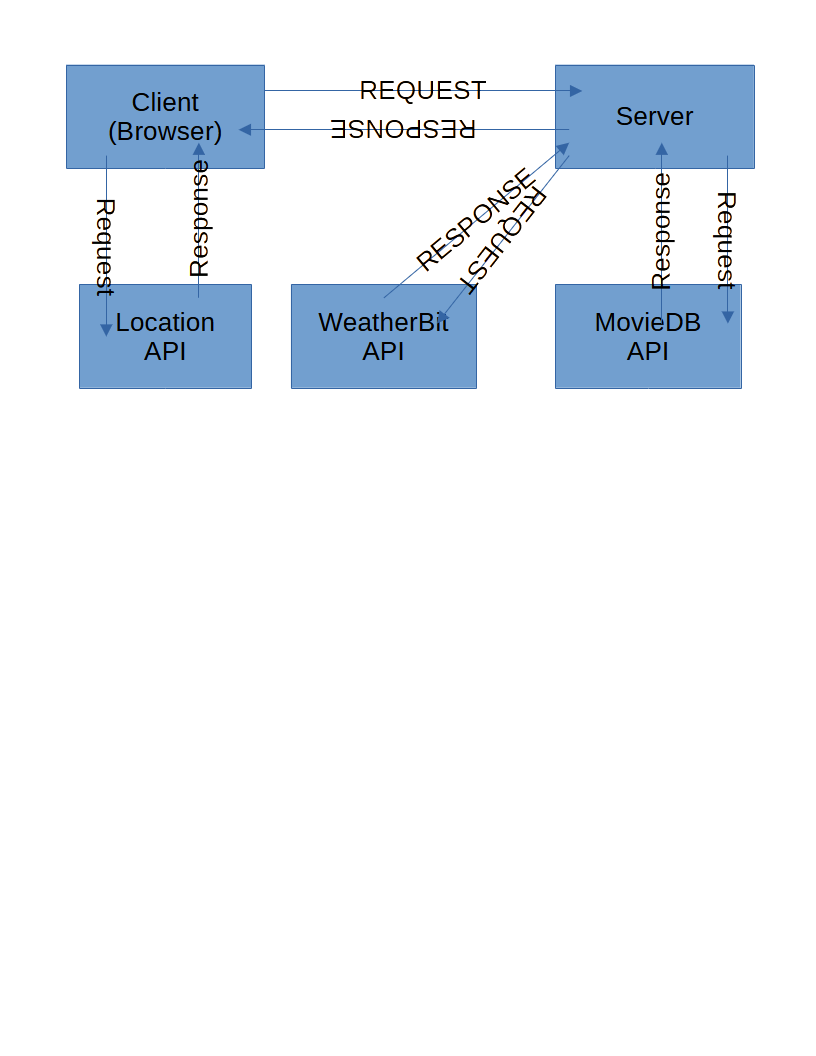 Client
(Browser)
REQUEST
RESPONSE
Server
Request
Response
RESPONSE
REQUEST
Response
Request
Location
API
WeatherBit
API
MovieDB
API